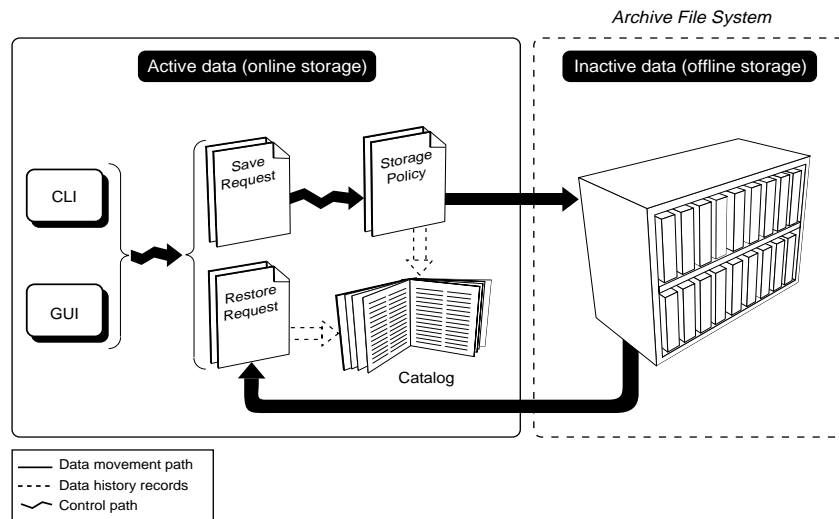 Archive File System
Active data (online storage)
Inactive data (offline storage)
CLI
GUI
Save
Request
Storage
Policy
Restore
Request
Catalog
Data movement path
Data history records
Control path